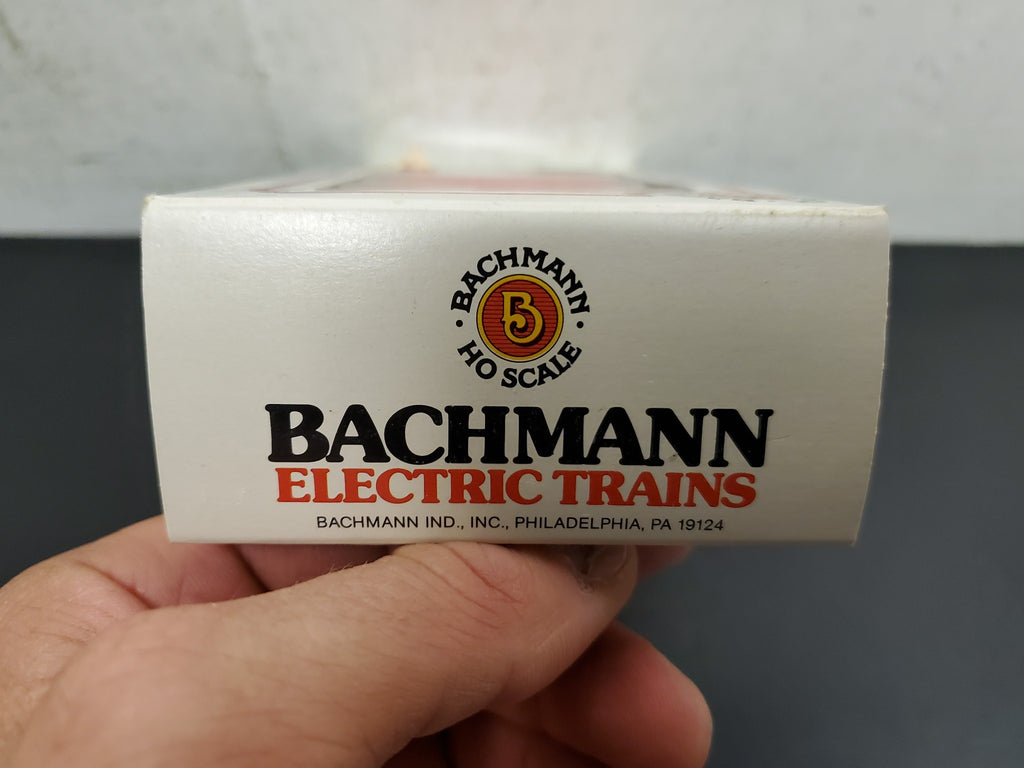 · BACHMANN ·
HO SCALE
B
BACHMANN
ELECTRIC TRAINS
BACHMANN IND., INC., PHILADELPHIA, PA 19124